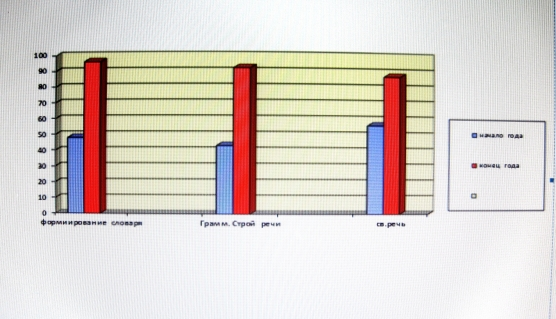 100
90
80
70
60
50
40
30
20
10
0
формиирование словаря
Грамм. Строй речи
св.речь
начало года
конец года